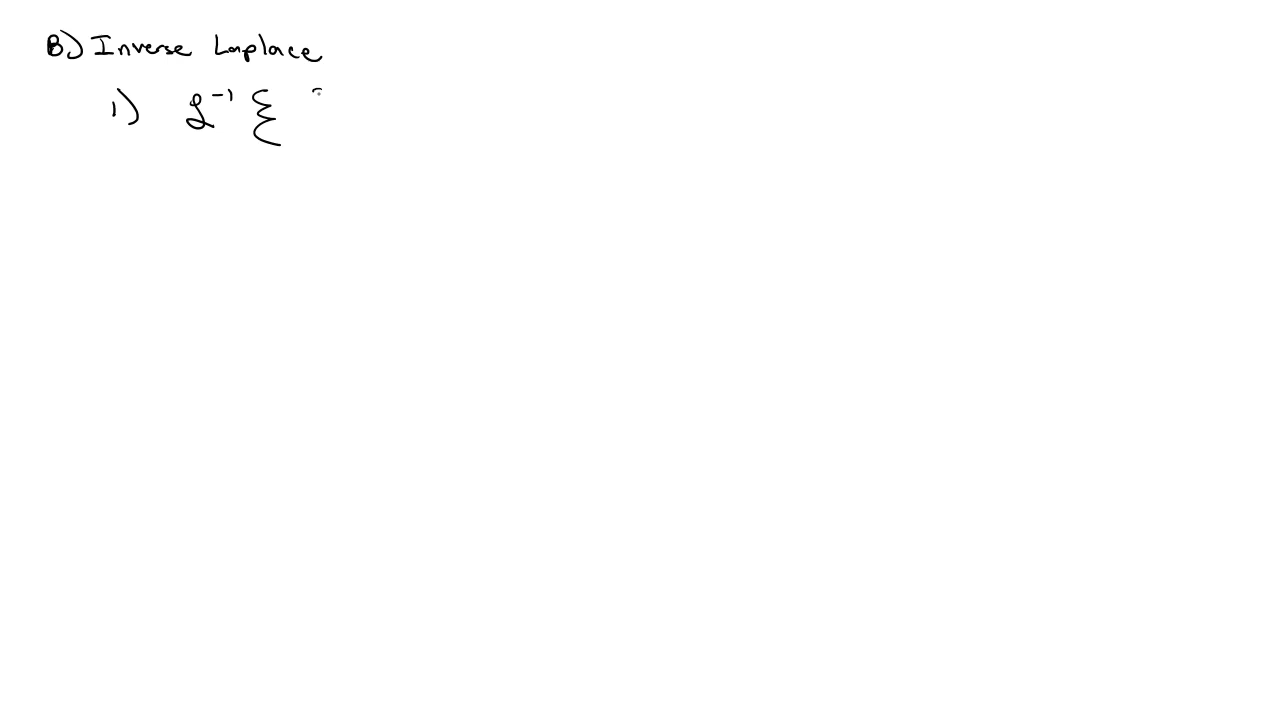 B) Inverse Laplace
1) ℒ⁻¹ {